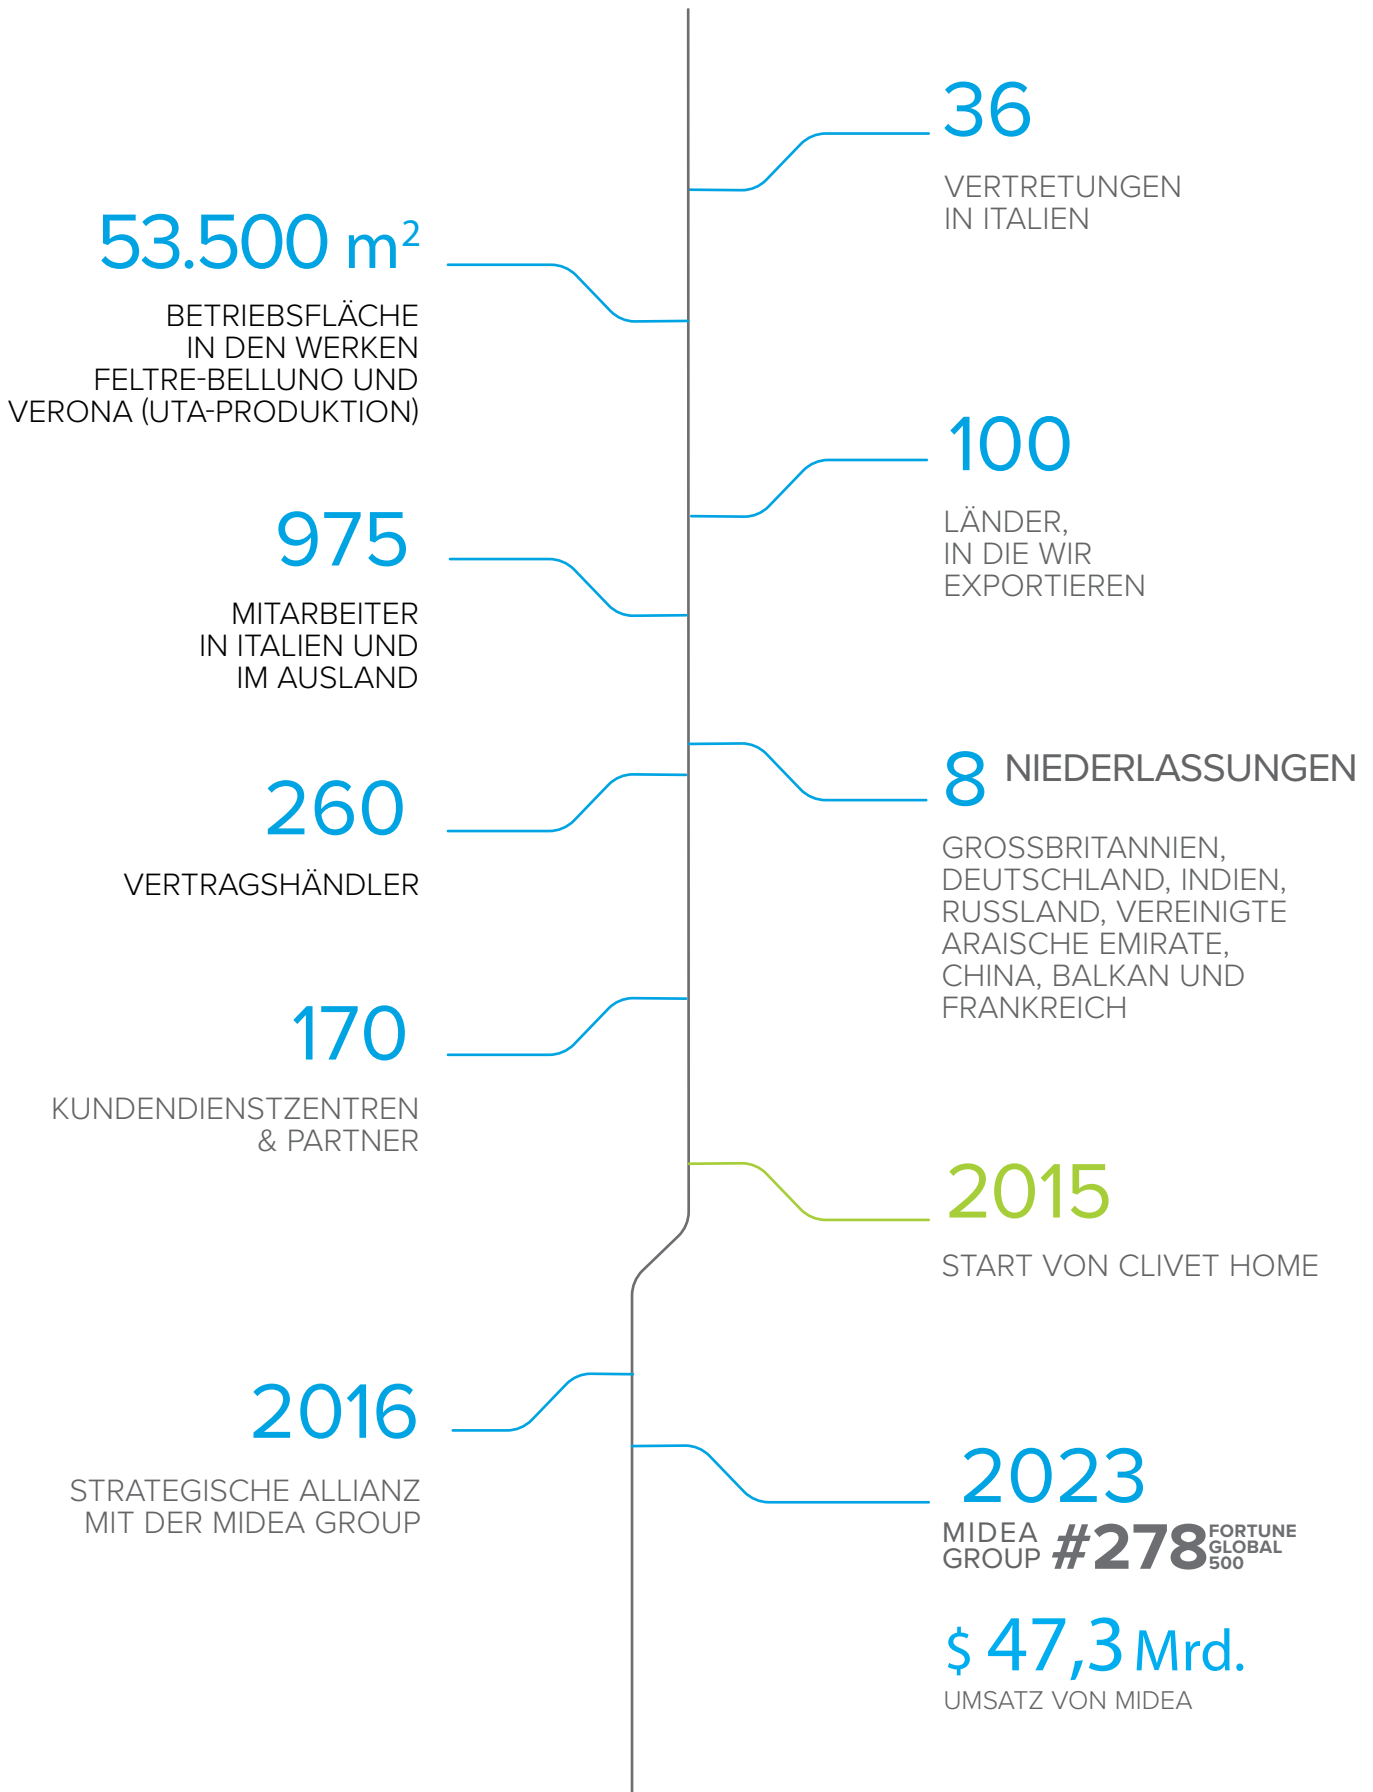 36
VERTRETUNGEN
IN ITALIEN
53.500 m²
BETRIEBSFLÄCHE
IN DEN WERKEN
FELTRE-BELLUNO UND
VERONA (UTA-PRODUKTION)
100
LÄNDER,
IN DIE WIR
EXPORTIEREN
975
MITARBEITER
IN ITALIEN UND
IM AUSLAND
8 NIEDERLASSUNGEN
GROSSBRITANNIEN,
DEUTSCHLAND, INDIEN,
RUSSLAND, VEREINIGTE
ARAISCHE EMIRATE,
CHINA, BALKAN UND
FRANKREICH
260
VERTRAGSHÄNDLER
170
KUNDENDIENSTZENTREN
& PARTNER
2015
START VON CLIVET HOME
2016
STRATEGISCHE ALLIANZ
MIT DER MIDEA GROUP
2023
MIDEA
GROUP
#278
FORTUNE
GLOBAL
500
$ 47,3 Mrd.
UMSATZ VON MIDEA